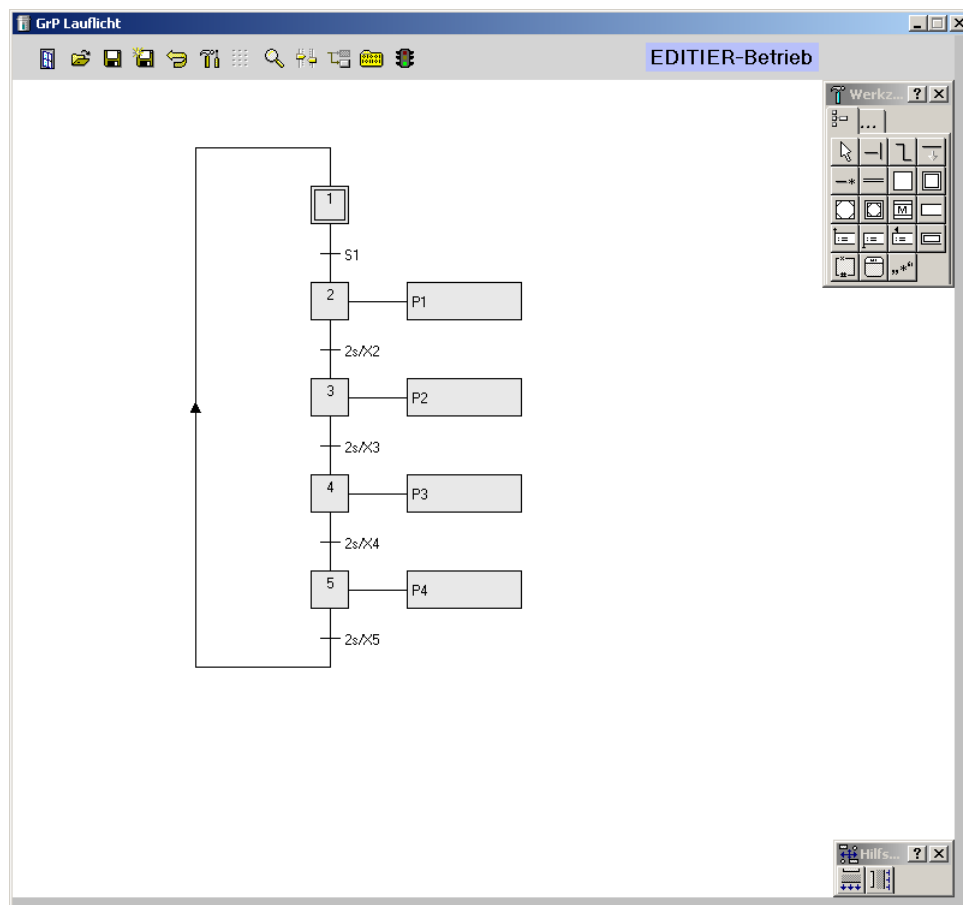 GrP Lauflicht
EDITIER-Betrieb
Werkz... ?
...
1
S1
2 P1
2s/X2
3 P2
2s/X3
4 P3
2s/X4
5 P4
2s/X5
M
:= := :=
„*“
Hilfs... ?